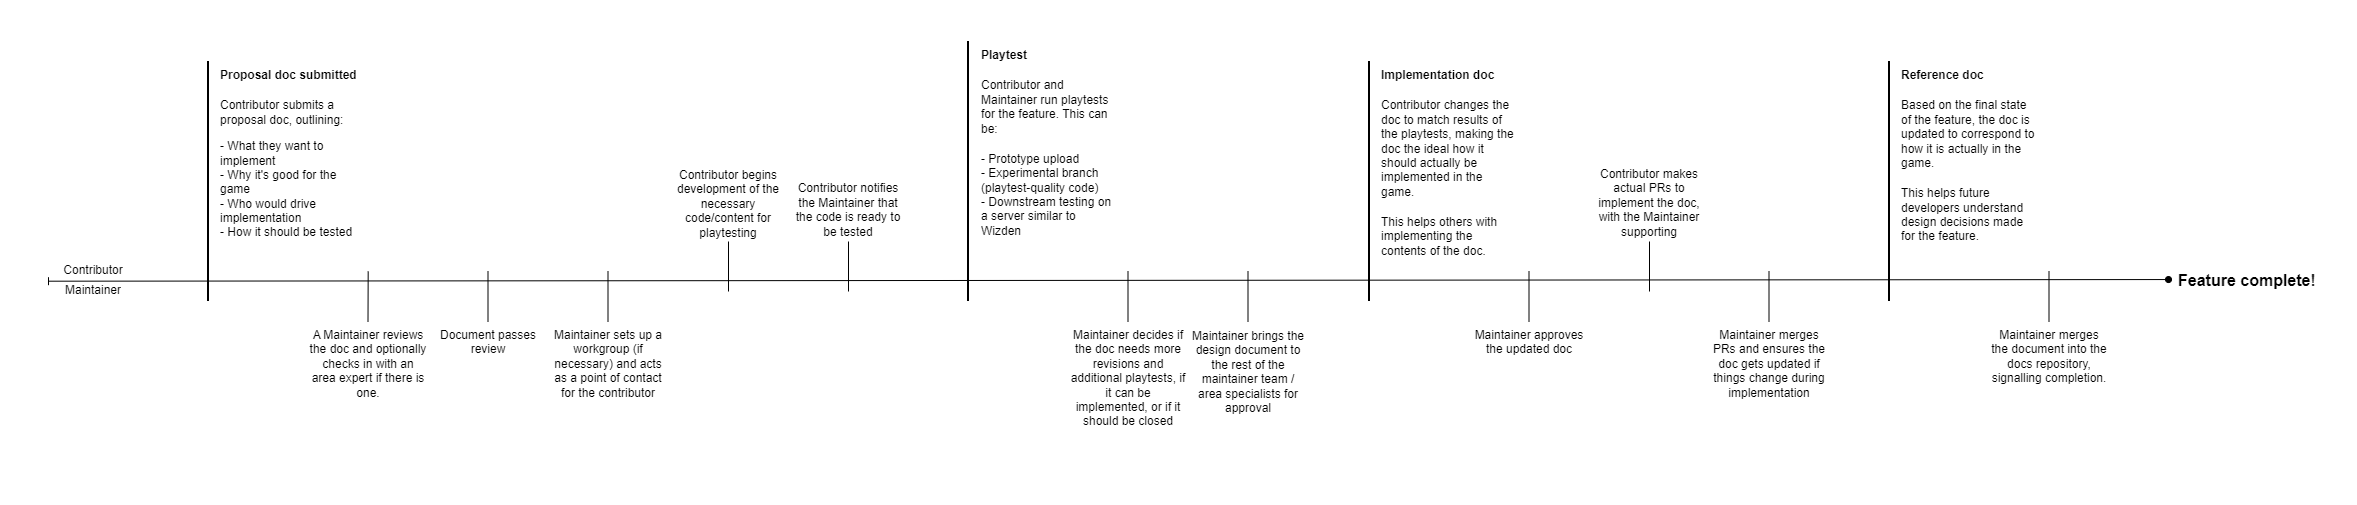 Proposal doc submitted
Contributor submits a
proposal doc, outlining:
- What they want to
implement
- Why it's good for the
game
- Who would drive
implementation
- How it should be tested
Contributor begins
development of the
necessary
code/content for
playtesting
Contributor notifies
the Maintainer that
the code is ready to
be tested
Playtest
Contributor and
Maintainer run playtests
for the feature. This can
be:
- Prototype upload
- Experimental branch
(playtest-quality code)
- Downstream testing on
a server similar to
Wizden
Implementation doc
Contributor changes the
doc to match results of
the playtests, making the
doc the ideal how it
should actually be
implemented in the
game.
This helps others with
implementing the
contents of the doc.
Contributor makes
actual PRs to
implement the doc,
with the Maintainer
supporting
Reference doc
Based on the final state
of the feature, the doc is
updated to correspond to
how it is actually in the
game.
This helps future
developers understand
design decisions made
for the feature.
Contributor
Maintainer
Feature complete!
A Maintainer reviews
the doc and optionally
checks in with an
area expert if there is
one.
Document passes
review
Maintainer sets up a
workgroup (if
necessary) and acts
as a point of contact
for the contributor
Maintainer decides if
the doc needs more
revisions and
additional playtests, if
it can be
implemented, or if it
should be closed
Maintainer brings the
design document to
the rest of the
maintainer team /
area specialists for
approval
Maintainer approves
the updated doc
Maintainer merges
PRs and ensures the
doc gets updated if
things change during
implementation
Maintainer merges
the document into the
docs repository,
signalling completion.